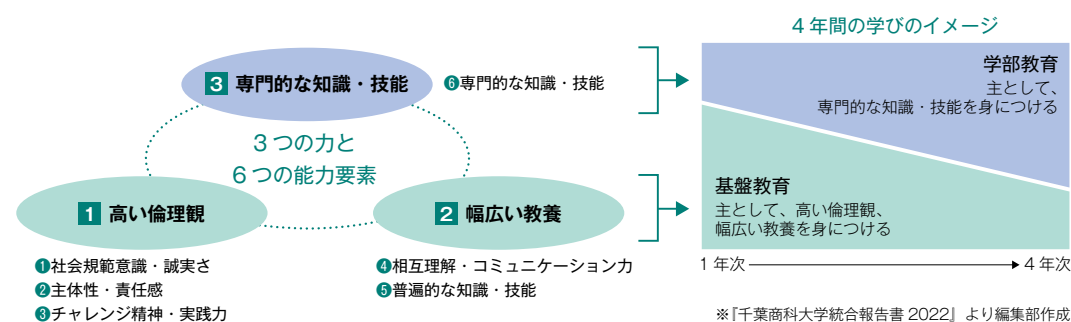 4年間の学びのイメージ
3 専門的な知識・技能
❻専門的な知識・技能
3つの力と
6つの能力要素
1 高い倫理観
2 幅広い教養
❶社会規範意識・誠実さ
❷主体性・責任感
❸チャレンジ精神・実践力
❹相互理解・コミュニケーション力
❺普遍的な知識・技能
学部教育
主として、
専門的な知識・技能を身につける
基盤教育
主として、高い倫理観、
幅広い教養を身につける
1年次
4年次
※『千葉商科大学統合報告書2022』より編集部作成